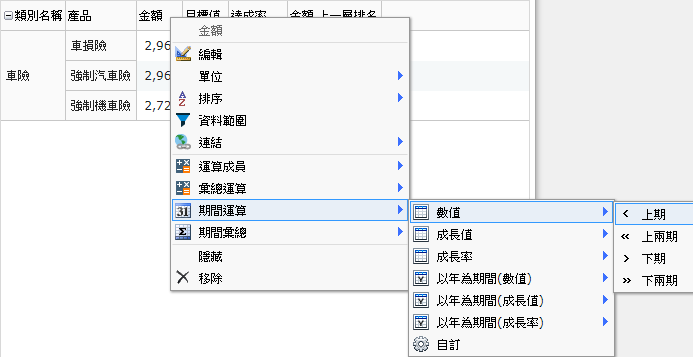 類別名稱 產品 金額 目標值 達成率 金額 上一層排名
車險 車損險 2,96
強制汽車險 2,96
強制機車險 2,72
金額
編輯
單位
排序
資料範圍
連結
運算成員
彙總運算
期間運算
期間彙總
隱藏
移除
數值
成長值
成長率
以年為期間(數值)
以年為期間(成長值)
以年為期間(成長率)
自訂
上期
上兩期
下期
下兩期